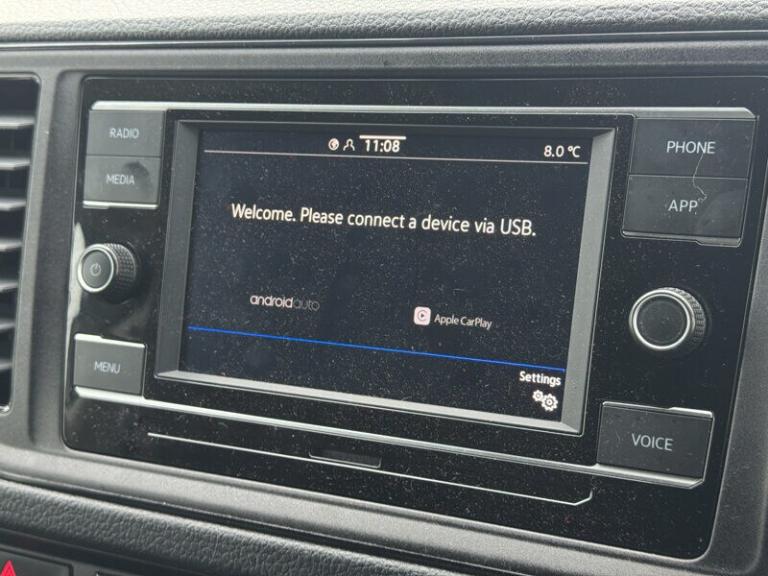 RADIO
MEDIA
MENU
11:08
8.0 °C
Welcome. Please connect a device via USB.
androidauto
Apple CarPlay
Settings
PHONE
APP
VOICE